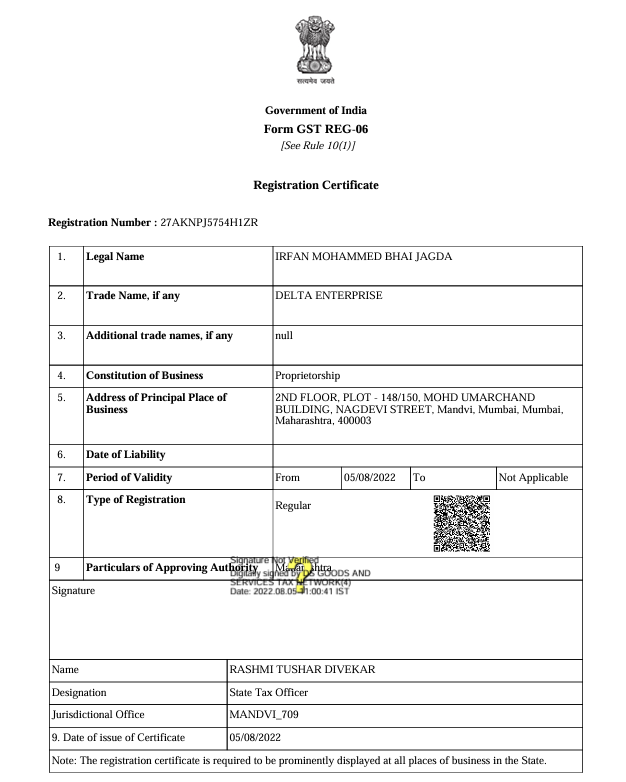 सत्यमेव जयते
Government of India
Form GST REG-06
[See Rule 10(1)]
Registration Certificate
Registration Number : 27AKNPJ5754H1ZR
1. Legal Name IRFAN MOHAMMED BHAI JAGDA
2. Trade Name, if any DELTA ENTERPRISE
3. Additional trade names, if any null
4. Constitution of Business Proprietorship
5. Address of Principal Place of Business 2ND FLOOR, PLOT - 148/150, MOHD UMARCHAND
BUILDING, NAGDEVI STREET, Mandvi, Mumbai, Mumbai,
Maharashtra, 400003
6. Date of Liability
7. Period of Validity From 05/08/2022 To Not Applicable
8. Type of Registration Regular
9 Particulars of Approving Authority
Signature Not Verified
Digitally signed by DS GOODS AND
SERVICES TAX NETWORK(4)
Date: 2022.08.05 11:00:41 IST
Signature
Name RASHMI TUSHAR DIVEKAR
Designation State Tax Officer
Jurisdictional Office MANDVI_709
9. Date of issue of Certificate 05/08/2022
Note: The registration certificate is required to be prominently displayed at all places of business in the State.